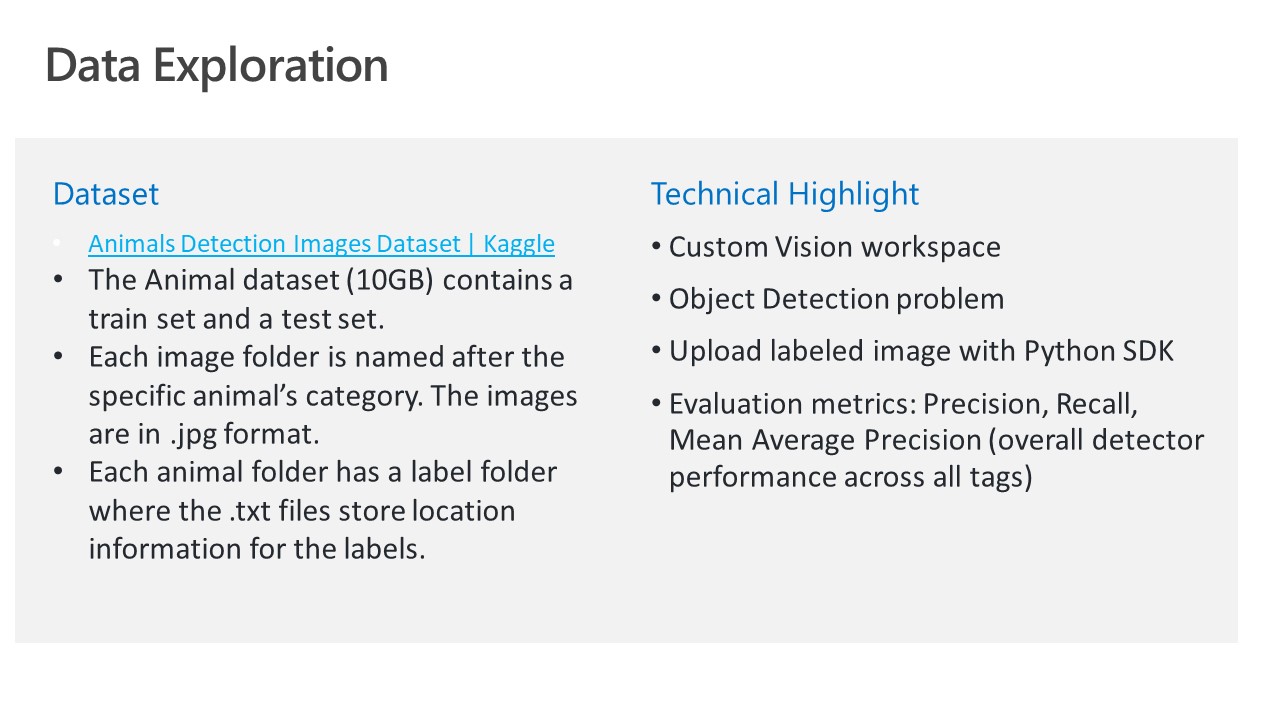 Data Exploration
Dataset
• Animals Detection Images Dataset | Kaggle
• The Animal dataset (10GB) contains a
train set and a test set.
• Each image folder is named after the
specific animal’s category. The images
are in .jpg format.
• Each animal folder has a label folder
where the .txt files store location
information for the labels.
Technical Highlight
• Custom Vision workspace
• Object Detection problem
• Upload labeled image with Python SDK
• Evaluation metrics: Precision, Recall,
Mean Average Precision (overall detector
performance across all tags)